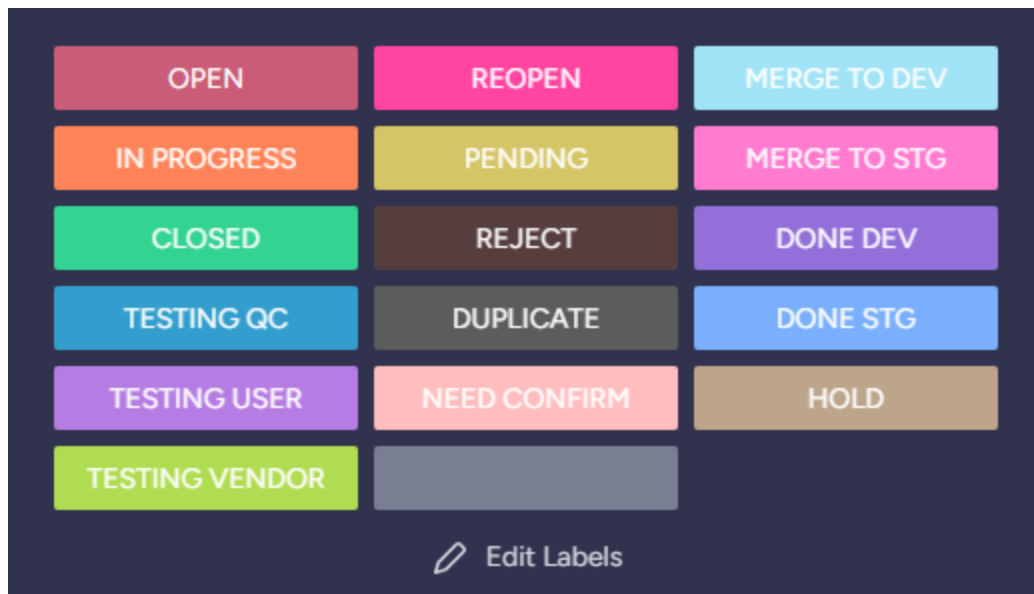 OPEN
REOPEN
MERGE TO DEV
IN PROGRESS
PENDING
MERGE TO STG
CLOSED
REJECT
DONE DEV
TESTING QC
DUPLICATE
DONE STG
TESTING USER
NEED CONFIRM
HOLD
TESTING VENDOR
Edit Labels